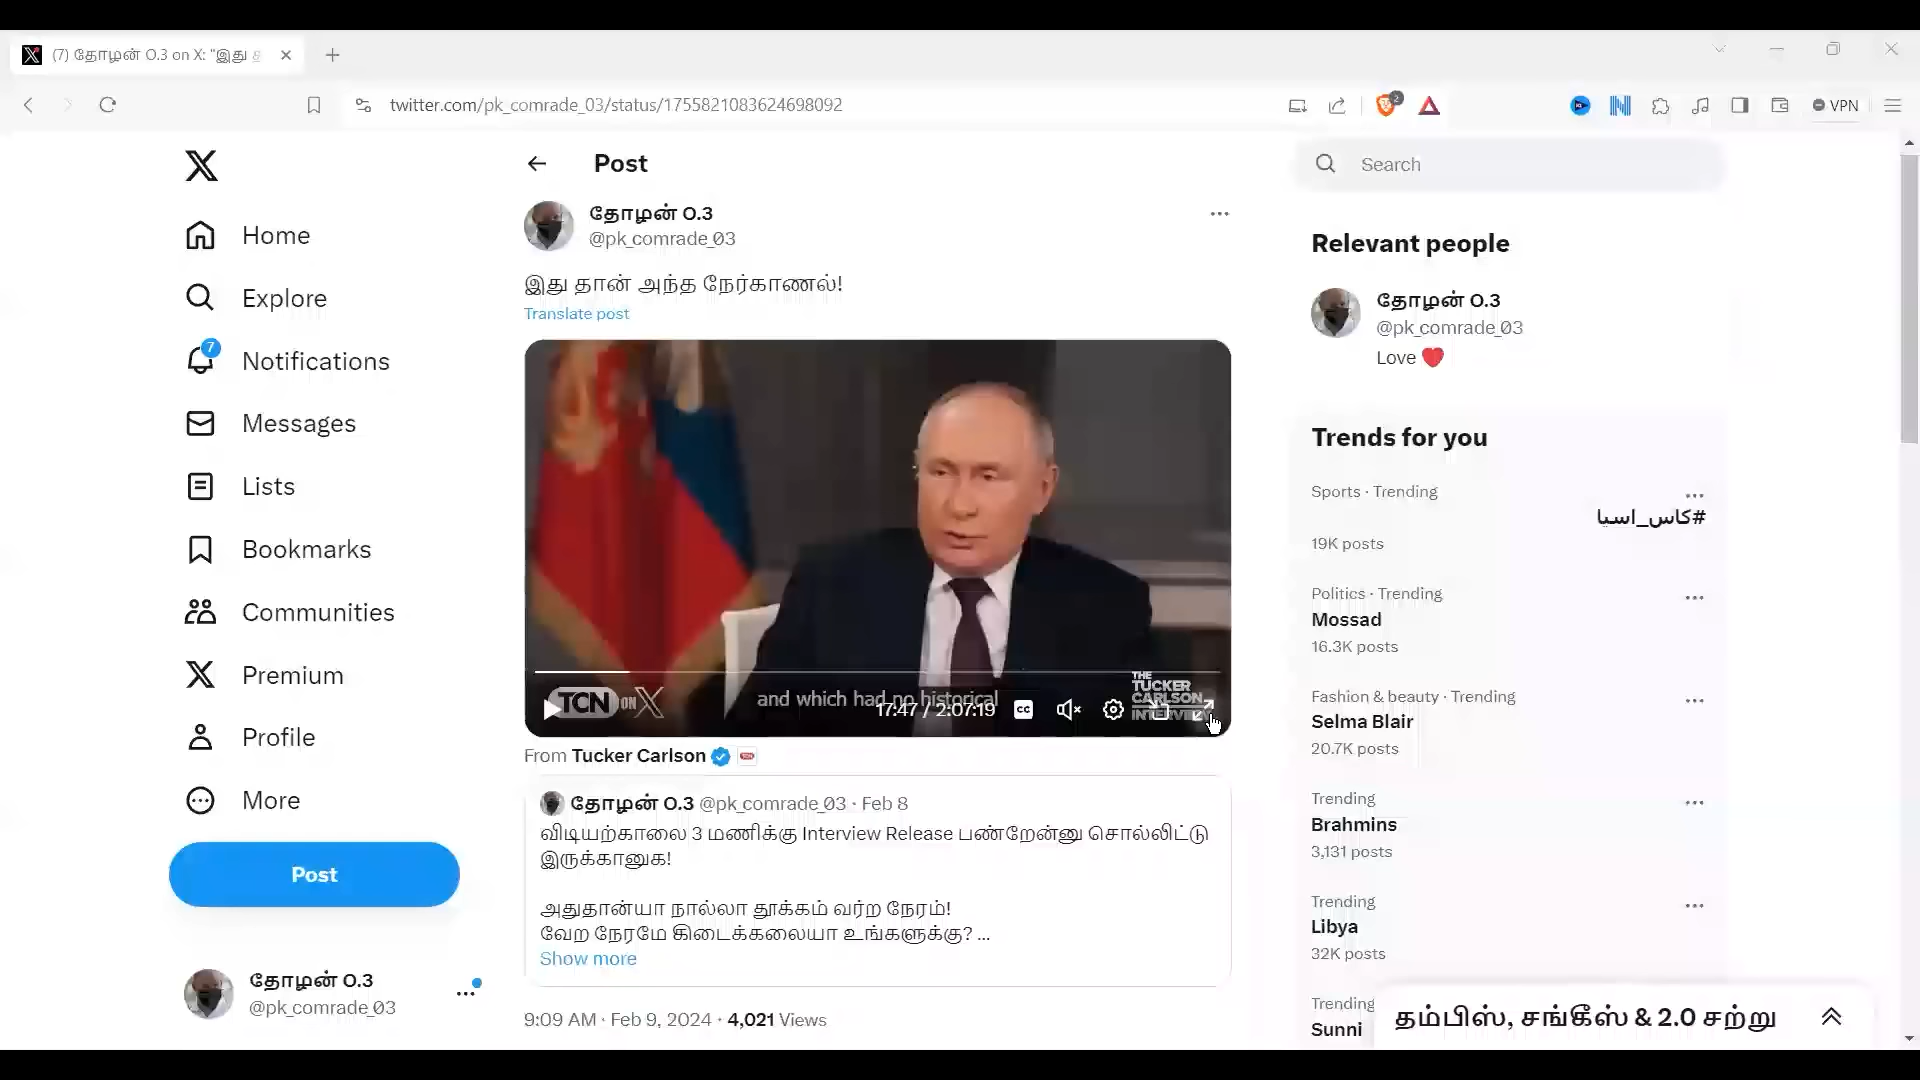 (7) தோழன் O.3 on X: "இது
twitter.com/pk_comrade_03/status/1755821083624698092
2
VPN
Home
Explore
7
Notifications
Messages
Lists
Bookmarks
Communities
Premium
Profile
More
Post
தோழன் O.3
@pk_comrade_03
Post
தோழன் O.3
@pk_comrade_03
இது தான் அந்த நேர்காணல்!
Translate post
TCN ON X
and which had no historical
17:47 / 2:07:19
CC
THE
TUCKER
CARLSON
INTERVIEW
From Tucker Carlson
தோழன் O.3 @pk_comrade_03 · Feb 8
விடியற்காலை 3 மணிக்கு Interview Release பண்றேன்னு சொல்லிட்டு
இருக்கானுக!
அதுதான்யா நால்லா தூக்கம் வர்ற நேரம்!
வேற நேரமே கிடைக்கலையா உங்களுக்கு? ...
Show more
9:09 AM · Feb 9, 2024 · 4,021 Views
Search
Relevant people
தோழன் O.3
@pk_comrade_03
Love
Trends for you
Sports · Trending
#كاس_اسيا
19K posts
Politics · Trending
Mossad
16.3K posts
Fashion & beauty · Trending
Selma Blair
20.7K posts
Trending
Brahmins
3,131 posts
Trending
Libya
32K posts
Trending
Sunni
தம்பிஸ், சங்கீஸ் & 2.0 சற்று